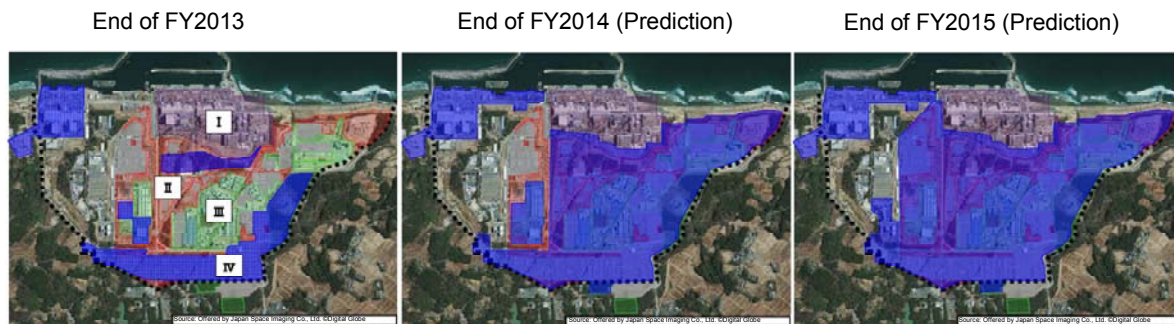 End of FY2013
End of FY2014 (Prediction)
End of FY2015 (Prediction)
I
II
III
IV
Source: Offered by Japan Space Imaging Co., Ltd. ©Digital Globe
Source: Offered by Japan Space Imaging Co., Ltd. ©Digital Globe
Source: Offered by Japan Space Imaging Co., Ltd. ©Digital Globe